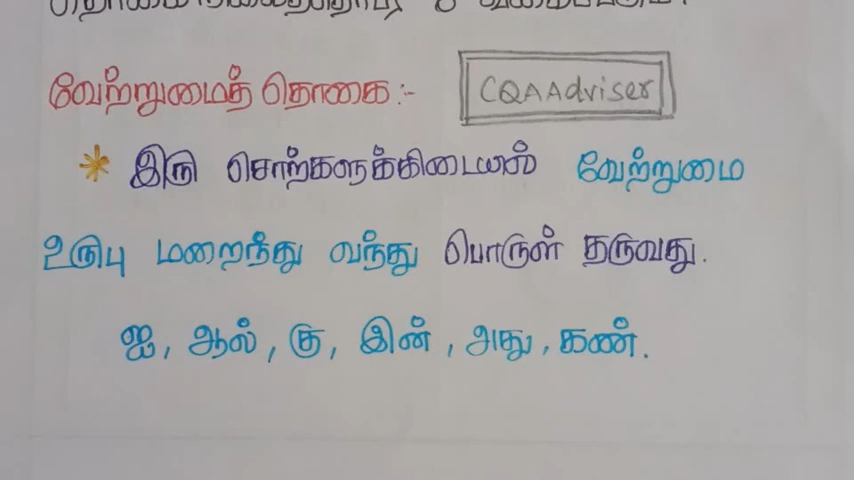 வேற்றுமைத் தொகை :- CQAAdviser
* இரு சொற்களுக்கிடையில் வேற்றுமை
உருபு மறைந்து வந்து பொருள் தருவது.
ஐ, ஆல், கு, இன், அது, கண்.